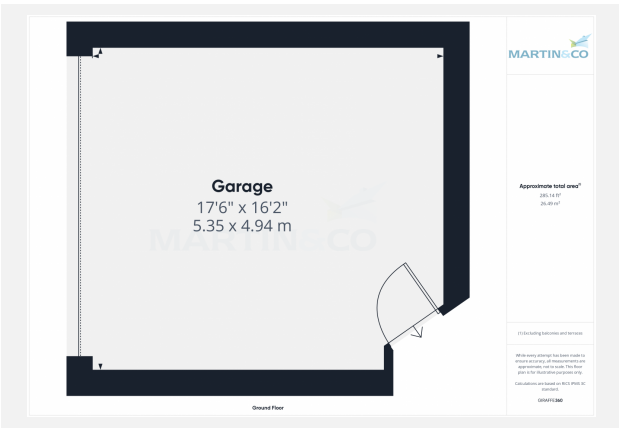 Garage
17'6" x 16'2"
5.35 x 4.94 m
MARTIN&CO
Ground Floor
MARTIN&CO
Approximate total area⁽¹⁾
285.14 ft²
26.49 m²
(1) Excluding balconies and terraces
While every attempt has been made to
ensure accuracy, all measurements are
approximate, not to scale. This floor
plan is for illustrative purposes only.
Calculations are based on RICS IPMS 3C
standard.
GIRAFFE360